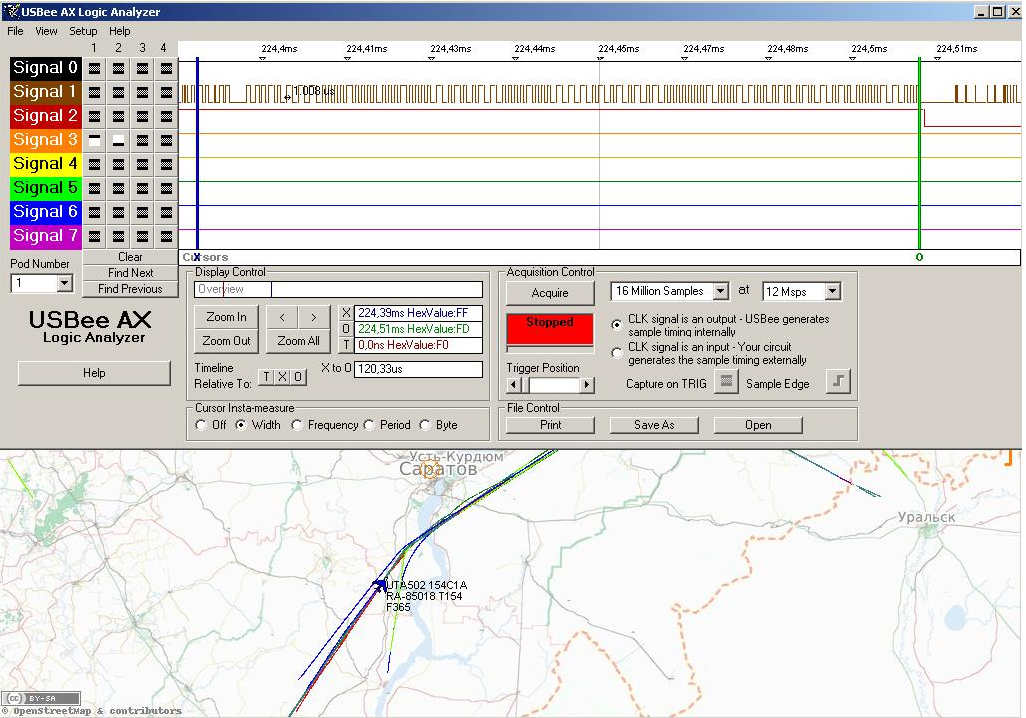 USBee AX Logic Analyzer
File View Setup Help
1 2 3 4
224,4ms 224,41ms 224,43ms 224,44ms 224,45ms 224,47ms 224,48ms 224,5ms 224,51ms
Signal 0
Signal 1
1.008 us
Signal 2
Signal 3
Signal 4
Signal 5
Signal 6
Signal 7
Clear
Cursors
X
O
Pod Number
1
Find Next
Find Previous
USBee AX
Logic Analyzer
Help
Display Control
Overview
Zoom In
<
>
Zoom Out
Zoom All
X 224,39ms HexValue:FF
O 224,51ms HexValue:FD
T 0,0ns HexValue:F0
Timeline
Relative To:
T X O
X to O 120,33us
Cursor Insta-measure
Off Width Frequency Period Byte
Acquisition Control
Acquire
16 Million Samples at 12 Msps
Stopped
CLK signal is an output - USBee generates
sample timing internally
CLK signal is an input - Your circuit
generates the sample timing externally
Trigger Position
Capture on TRIG
Sample Edge
File Control
Print
Save As
Open
Усть-Курдюм
Саратов
Уральск
UTA502 154C1A
RA-85018 T154
F365
cc BY-SA
© OpenStreetMap & contributors